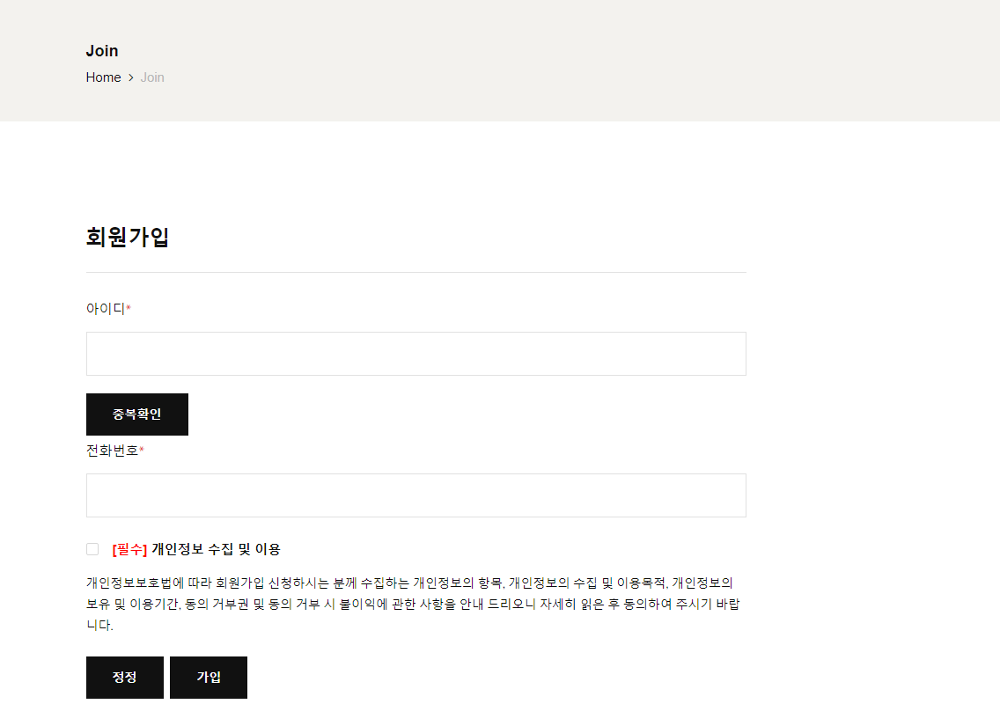 Join
Home > Join
회원가입
아이디*
중복확인
전화번호*
[필수] 개인정보 수집 및 이용
개인정보보호법에 따라 회원가입 신청하시는 분께 수집하는 개인정보의 항목, 개인정보의 수집 및 이용목적, 개인정보의
보유 및 이용기간, 동의 거부권 및 동의 거부 시 불이익에 관한 사항을 안내 드리오니 자세히 읽은 후 동의하여 주시기 바랍
니다.
정정 가입